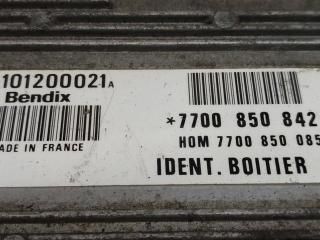 101200021A
Bendix
ADE IN FRANCE
*7700 850 842
HOM 7700 850 085
IDENT. BOITIER